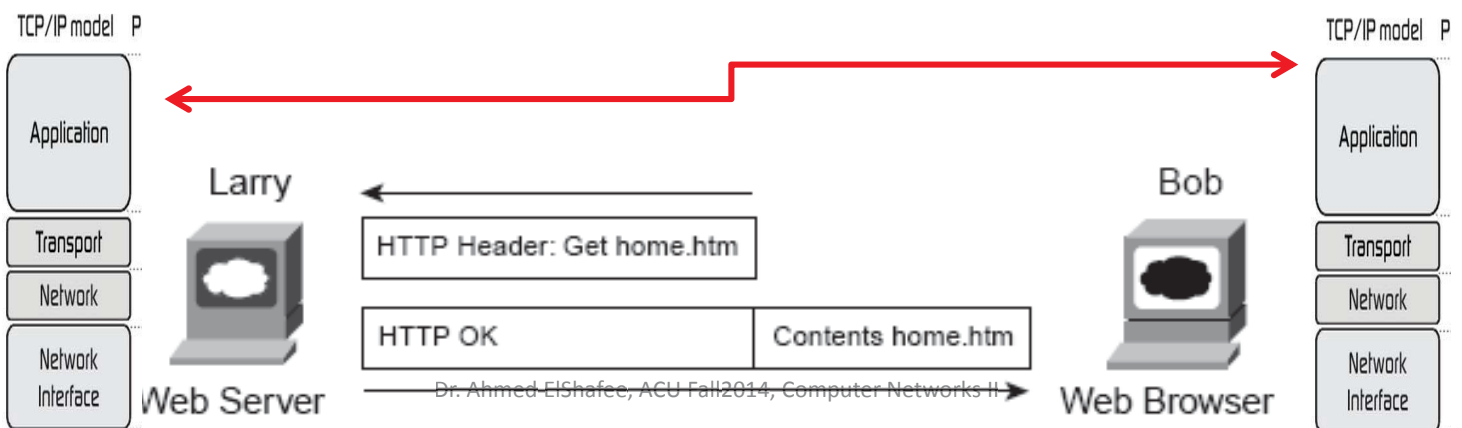 TCP/IP model P
Application
Transport
Network
Network
Interface
Larry
Web Server
HTTP Header: Get home.htm
HTTP OK
Contents home.htm
Dr. Ahmed ElShafee, ACU Fall2014, Computer Networks II
Bob
Web Browser
TCP/IP model P
Application
Transport
Network
Network
Interface